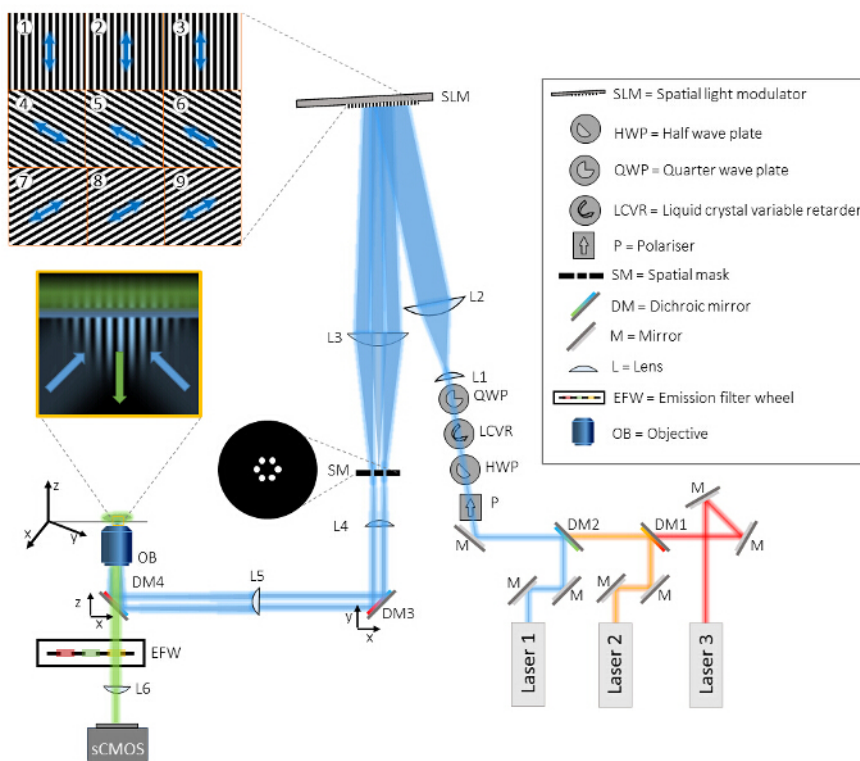 1 2 3
4 5 6
7 8 9
SLM
SLM = Spatial light modulator
HWP = Half wave plate
QWP = Quarter wave plate
LCVR = Liquid crystal variable retarder
P = Polariser
SM = Spatial mask
DM = Dichroic mirror
M = Mirror
L = Lens
EFW = Emission filter wheel
OB = Objective
L2
L3
L1
QWP
LCVR
HWP
SM
P
L4
M
DM2
DM1
M
M
z
x
y
OB
DM4
z
x
L5
y
x
DM3
M
M
M
M
EFW
L6
sCMOS
Laser 1
Laser 2
Laser 3